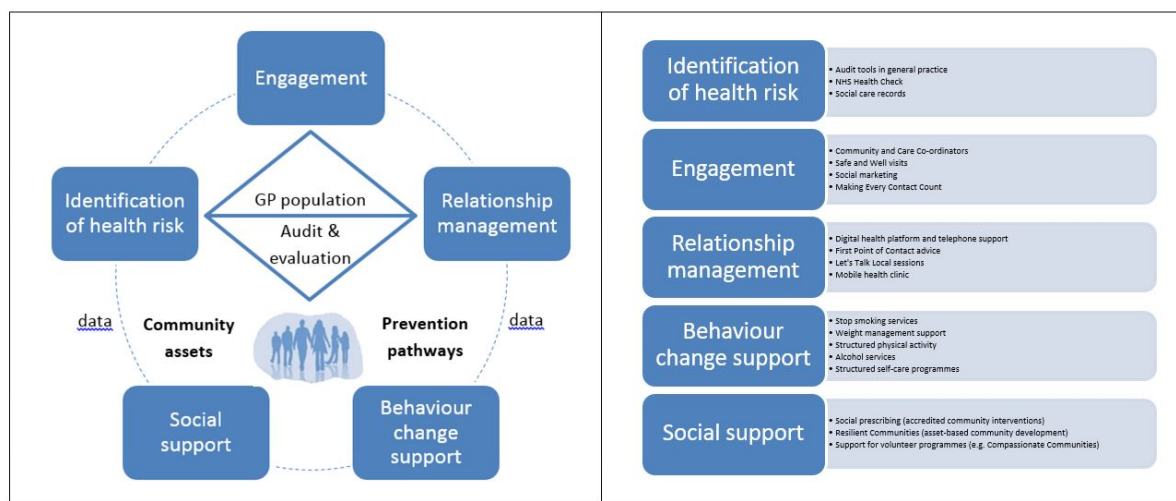 Engagement
Identification
of health risk
GP population
Relationship
management
Audit &
evaluation
data
Community
assets
Prevention
pathways
data
Social
support
Behaviour
change
support
Identification
of health risk
• Audit tools in general practice
• NHS Health Check
• Social care records
Engagement
• Community and Care Co-ordinators
• Safe and Well visits
• Social marketing
• Making Every Contact Count
Relationship
management
• Digital health platform and telephone support
• First Point of Contact advice
• Let's Talk Local sessions
• Mobile health clinic
Behaviour
change support
• Stop smoking services
• Weight management support
• Structured physical activity
• Alcohol services
• Structured self-care programmes
Social support
• Social prescribing (accredited community interventions)
• Resilient Communities (asset-based community development)
• Support for volunteer programmes (e.g. Compassionate Communities)